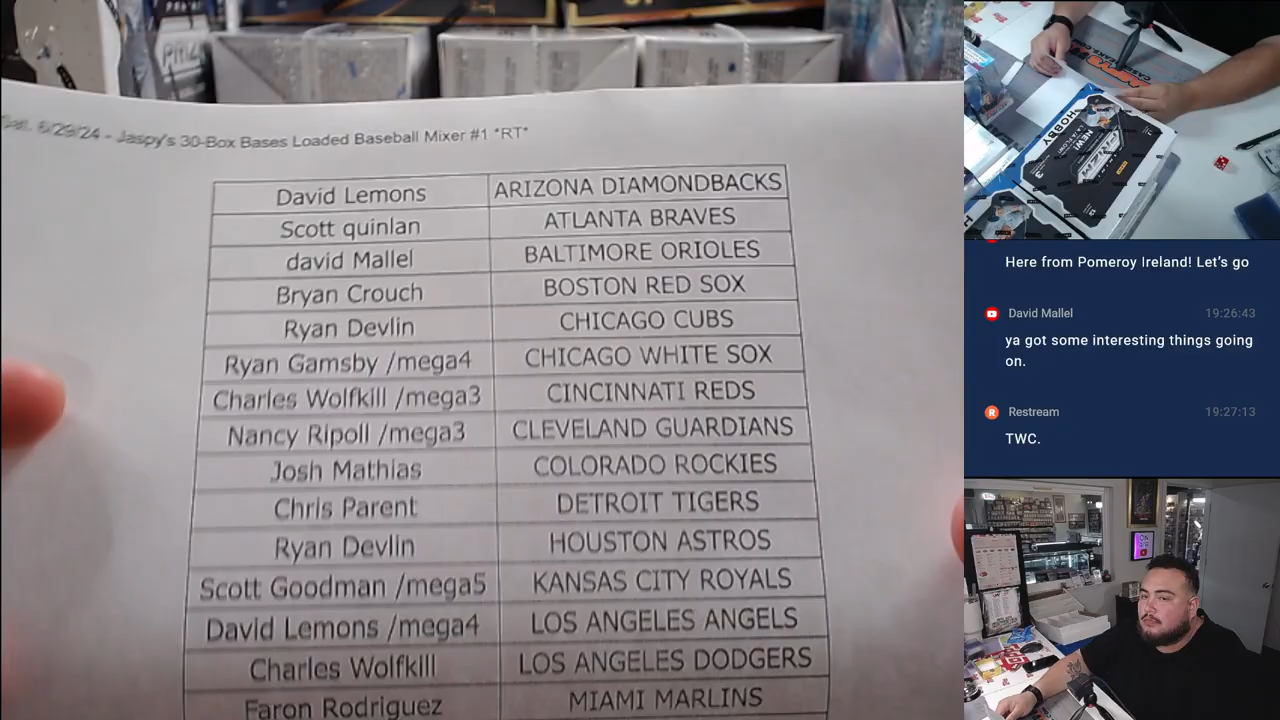 Sat. 6/29/24 - Jaspy's 30-Box Bases Loaded Baseball Mixer #1 *RT*
David Lemons ARIZONA DIAMONDBACKS
Scott quinlan ATLANTA BRAVES
david Mallel BALTIMORE ORIOLES
Bryan Crouch BOSTON RED SOX
Ryan Devlin CHICAGO CUBS
Ryan Gamsby /mega4 CHICAGO WHITE SOX
Charles Wolfkill /mega3 CINCINNATI REDS
Nancy Ripoll /mega3 CLEVELAND GUARDIANS
Josh Mathias COLORADO ROCKIES
Chris Parent DETROIT TIGERS
Ryan Devlin HOUSTON ASTROS
Scott Goodman /mega5 KANSAS CITY ROYALS
David Lemons /mega4 LOS ANGELES ANGELS
Charles Wolfkill LOS ANGELES DODGERS
Faron Rodriguez MIAMI MARLINS
PRIZM
HOBBY
NEW!
PRIZM
3
Here from Pomeroy Ireland! Let's go
David Mallel 19:26:43
ya got some interesting things going
on.
Restream 19:27:13
TWC.